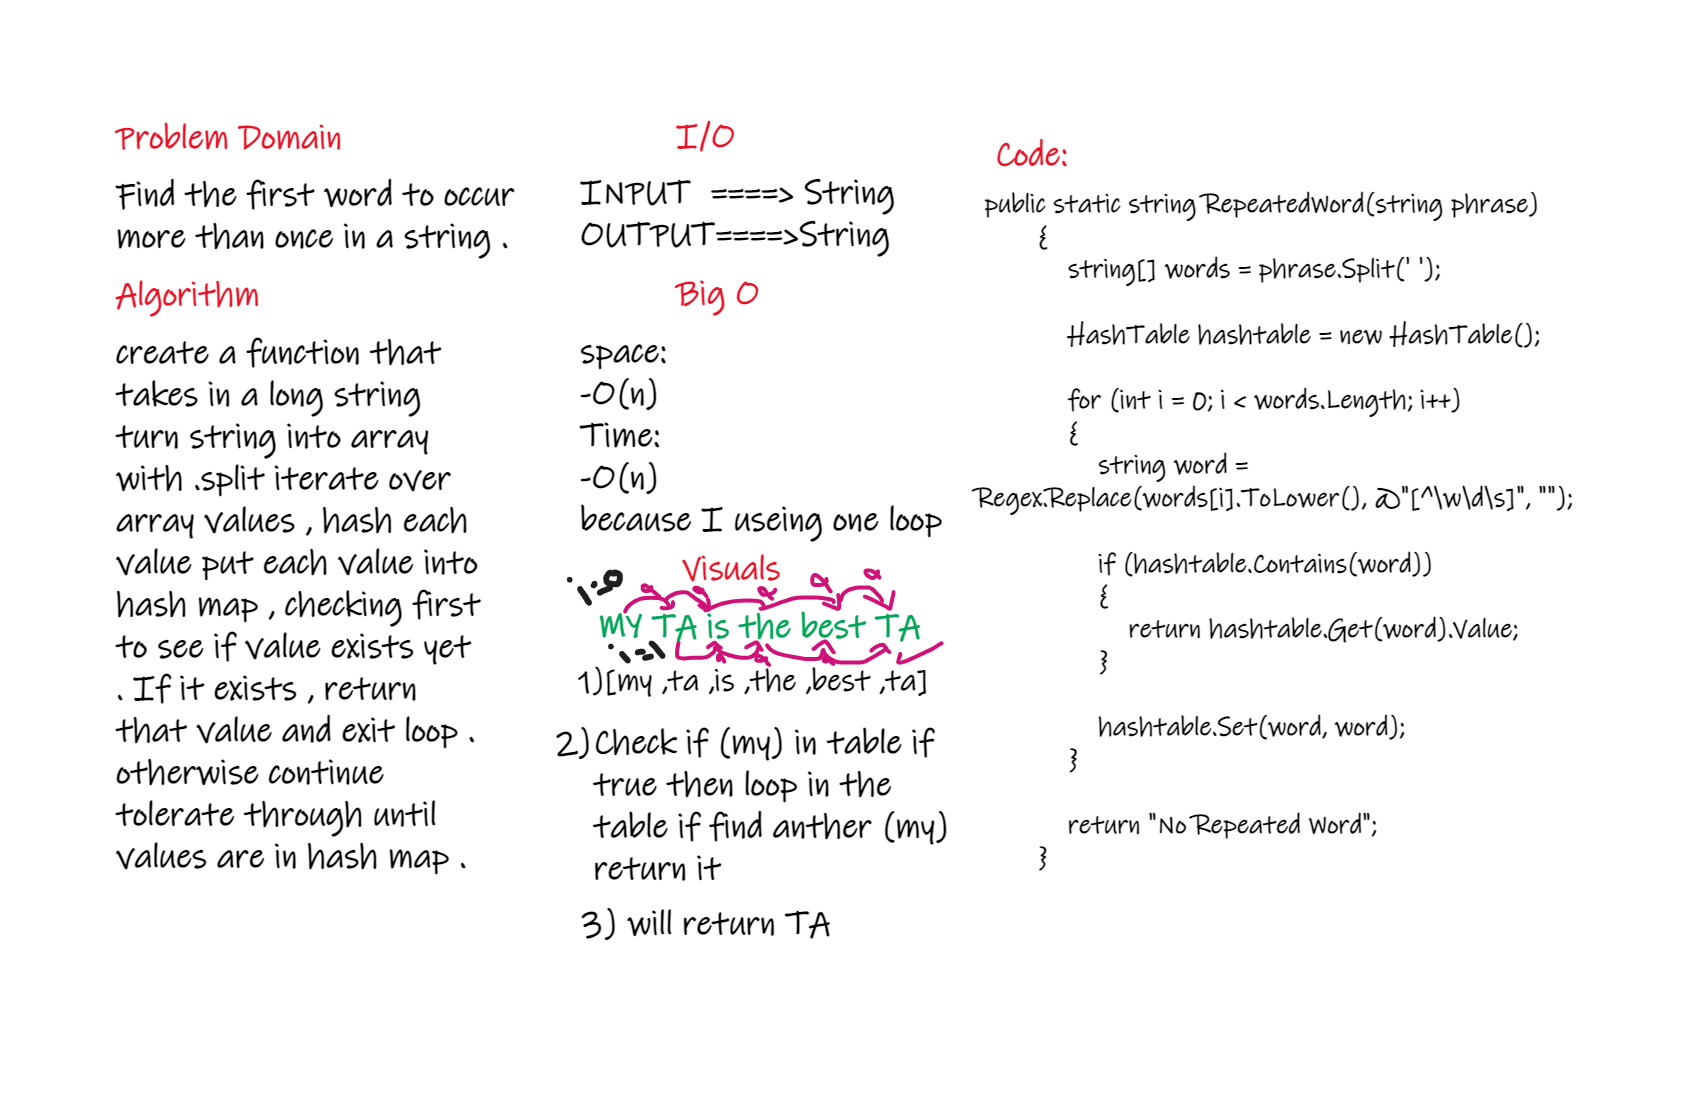 Problem Domain
Find the first word to occur
more than once in a string .
Algorithm
create a function that
takes in a long string
turn string into array
with .split iterate over
array values , hash each
value put each value into
hash map , checking first
to see if value exists yet
. If it exists , return
that value and exit loop .
otherwise continue
tolerate through until
values are in hash map .
I/O
INPUT ====> String
OUTPUT====>String
Big O
space:
-O(n)
Time:
-O(n)
because I useing one loop
Visuals
i=0
MY TA is the best TA
i=1
1)[my ,ta ,is ,the ,best ,ta]
2)Check if (my) in table if
true then loop in the
table if find anther (my)
return it
3) will return TA
Code:
public static string RepeatedWord(string phrase)
{
string[] words = phrase.Split(' ');
HashTable hashtable = new HashTable();
for (int i = 0; i < words.Length; i++)
{
string word =
Regex.Replace(words[i].ToLower(), @"[^\w\d\s]", "");
if (hashtable.Contains(word))
{
return hashtable.Get(word).Value;
}
hashtable.Set(word, word);
}
return "No Repeated Word";
}